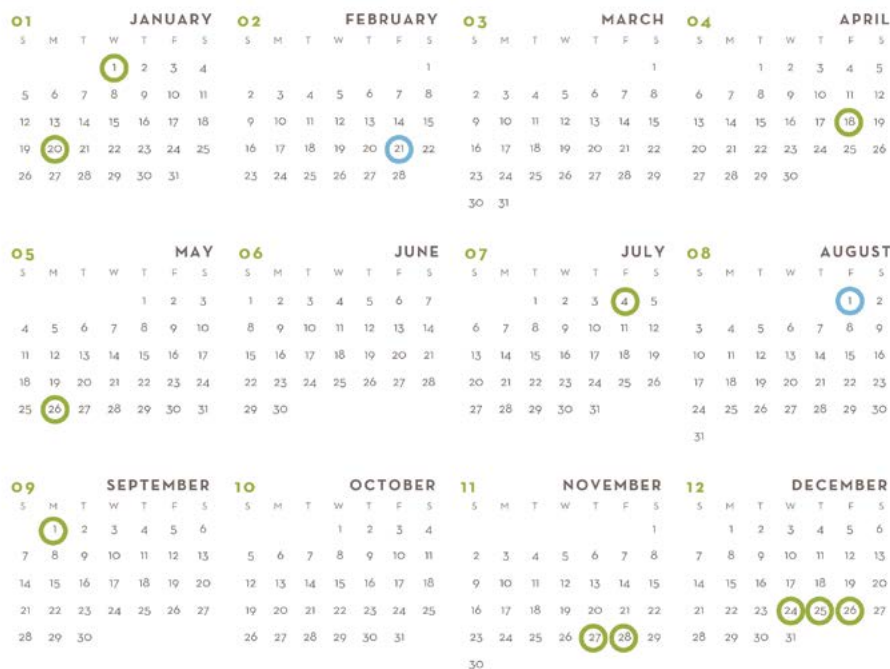 01 JANUARY
S M T W T F S
1 2 3 4
5 6 7 8 9 10 11
12 13 14 15 16 17 18
19 20 21 22 23 24 25
26 27 28 29 30 31
02 FEBRUARY
S M T W T F S
1
2 3 4 5 6 7 8
9 10 11 12 13 14 15
16 17 18 19 20 21 22
23 24 25 26 27 28
03 MARCH
S M T W T F S
1
2 3 4 5 6 7 8
9 10 11 12 13 14 15
16 17 18 19 20 21 22
23 24 25 26 27 28 29
30 31
04 APRIL
S M T W T F S
1 2 3 4 5
6 7 8 9 10 11 12
13 14 15 16 17 18 19
20 21 22 23 24 25 26
27 28 29 30
05 MAY
S M T W T F S
1 2 3
4 5 6 7 8 9 10
11 12 13 14 15 16 17
18 19 20 21 22 23 24
25 26 27 28 29 30 31
06 JUNE
S M T W T F S
1 2 3 4 5 6 7
8 9 10 11 12 13 14
15 16 17 18 19 20 21
22 23 24 25 26 27 28
29 30
07 JULY
S M T W T F S
1 2 3 4 5
6 7 8 9 10 11 12
13 14 15 16 17 18 19
20 21 22 23 24 25 26
27 28 29 30 31
08 AUGUST
S M T W T F S
1 2
3 4 5 6 7 8 9
10 11 12 13 14 15 16
17 18 19 20 21 22 23
24 25 26 27 28 29 30
31
09 SEPTEMBER
S M T W T F S
1 2 3 4 5 6
7 8 9 10 11 12 13
14 15 16 17 18 19 20
21 22 23 24 25 26 27
28 29 30
10 OCTOBER
S M T W T F S
1 2 3 4
5 6 7 8 9 10 11
12 13 14 15 16 17 18
19 20 21 22 23 24 25
26 27 28 29 30 31
11 NOVEMBER
S M T W T F S
1
2 3 4 5 6 7 8
9 10 11 12 13 14 15
16 17 18 19 20 21 22
23 24 25 26 27 28 29
30
12 DECEMBER
S M T W T F S
1 2 3 4 5 6
7 8 9 10 11 12 13
14 15 16 17 18 19 20
21 22 23 24 25 26 27
28 29 30 31